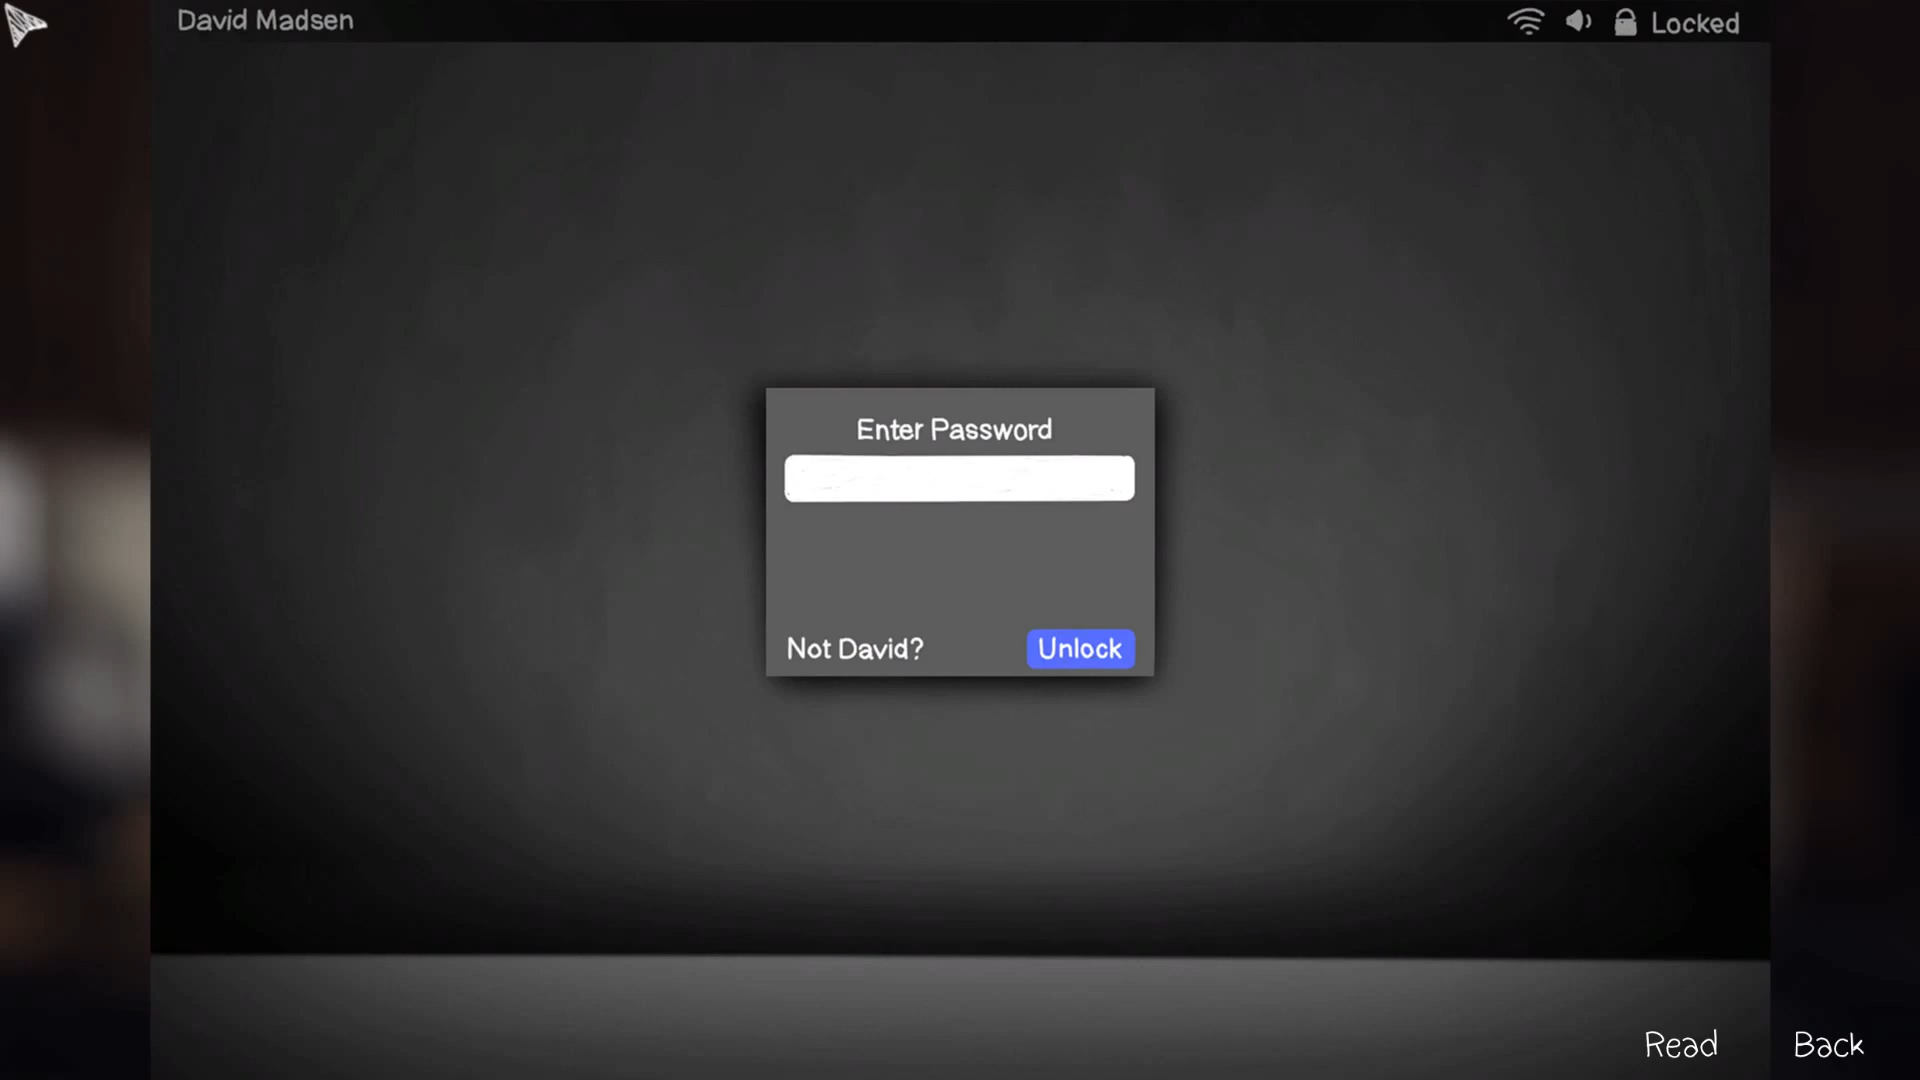 David Madsen
Locked
Enter Password
Not David?
Unlock
Read
Back